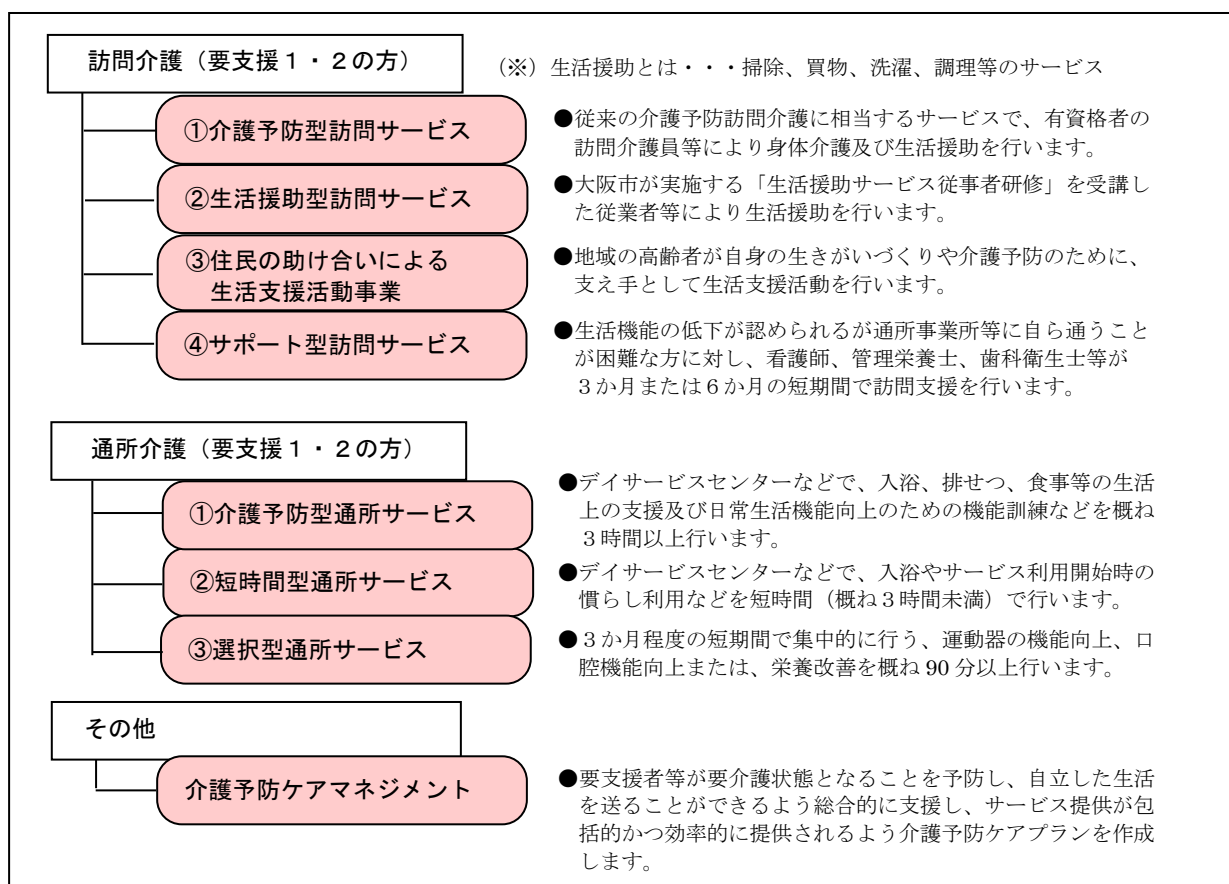 訪問介護（要支援１・２の方）
（※）生活援助とは・・・掃除、買物、洗濯、調理等のサービス
①介護予防型訪問サービス
●従来の介護予防訪問介護に相当するサービスで、有資格者の
訪問介護員等により身体介護及び生活援助を行います。
②生活援助型訪問サービス
●大阪市が実施する「生活援助サービス従事者研修」を受講し
た従業者等により生活援助を行います。
③住民の助け合いによる
生活支援活動事業
●地域の高齢者が自身の生きがいづくりや介護予防のために、
支え手として生活支援活動を行います。
④サポート型訪問サービス
●生活機能の低下が認められるが通所事業所等に自ら通うこと
が困難な方に対し、看護師、管理栄養士、歯科衛生士等が
３か月または６か月の短期間で訪問支援を行います。
通所介護（要支援１・２の方）
①介護予防型通所サービス
●デイサービスセンターなどで、入浴、排せつ、食事等の生活
上の支援及び日常生活機能向上のための機能訓練などを概ね
３時間以上行います。
②短時間型通所サービス
●デイサービスセンターなどで、入浴やサービス利用開始時の
慣らし利用などを短時間（概ね３時間未満）で行います。
③選択型通所サービス
●３か月程度の短期間で集中的に行う、運動器の機能向上、口
腔機能向上または、栄養改善を概ね 90 分以上行います。
その他
介護予防ケアマネジメント
●要支援者等が要介護状態となることを予防し、自立した生活
を送ることができるよう総合的に支援し、サービス提供が包
括的かつ効率的に提供されるよう介護予防ケアプランを作成
します。